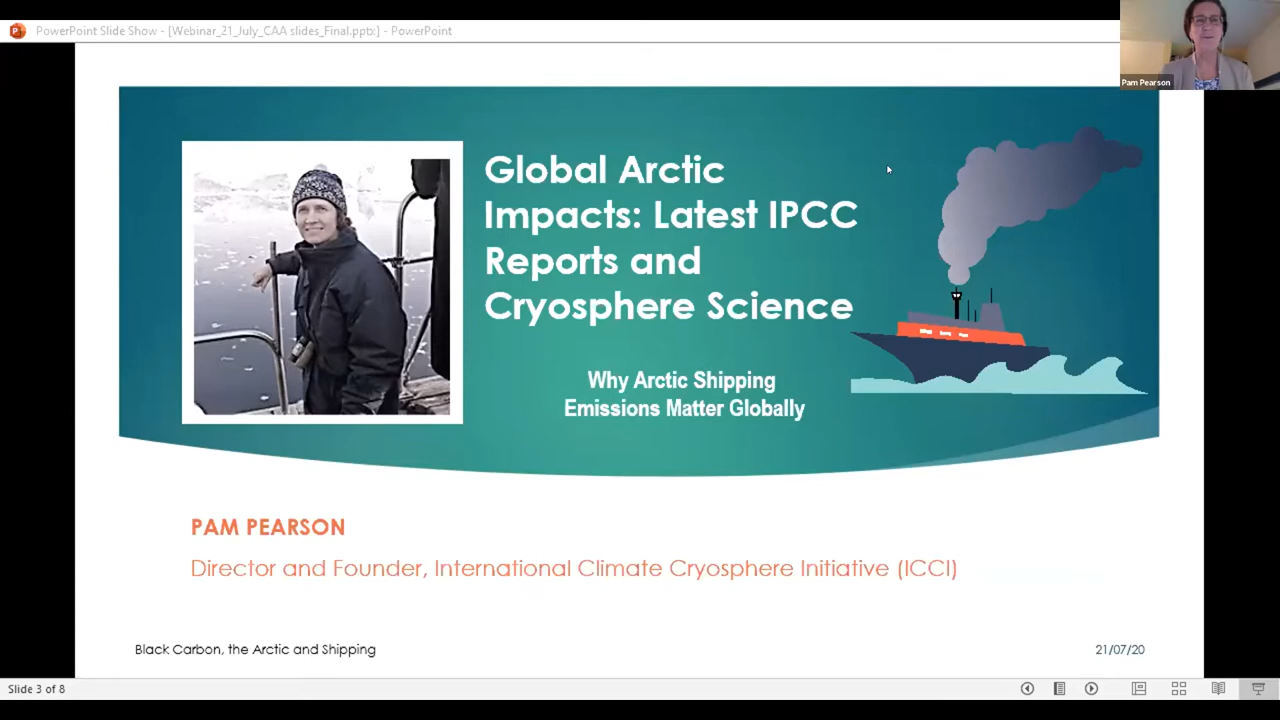 PowerPoint Slide Show - [Webinar_21_July_CAA slides_Final.ppb:] - PowerPoint
Pam Pearson
Global Arctic
Impacts: Latest IPCC
Reports and
Cryosphere Science
Why Arctic Shipping
Emissions Matter Globally
PAM PEARSON
Director and Founder, International Climate Cryosphere Initiative (ICCI)
Black Carbon, the Arctic and Shipping
21/07/20
Slide 3 of 8